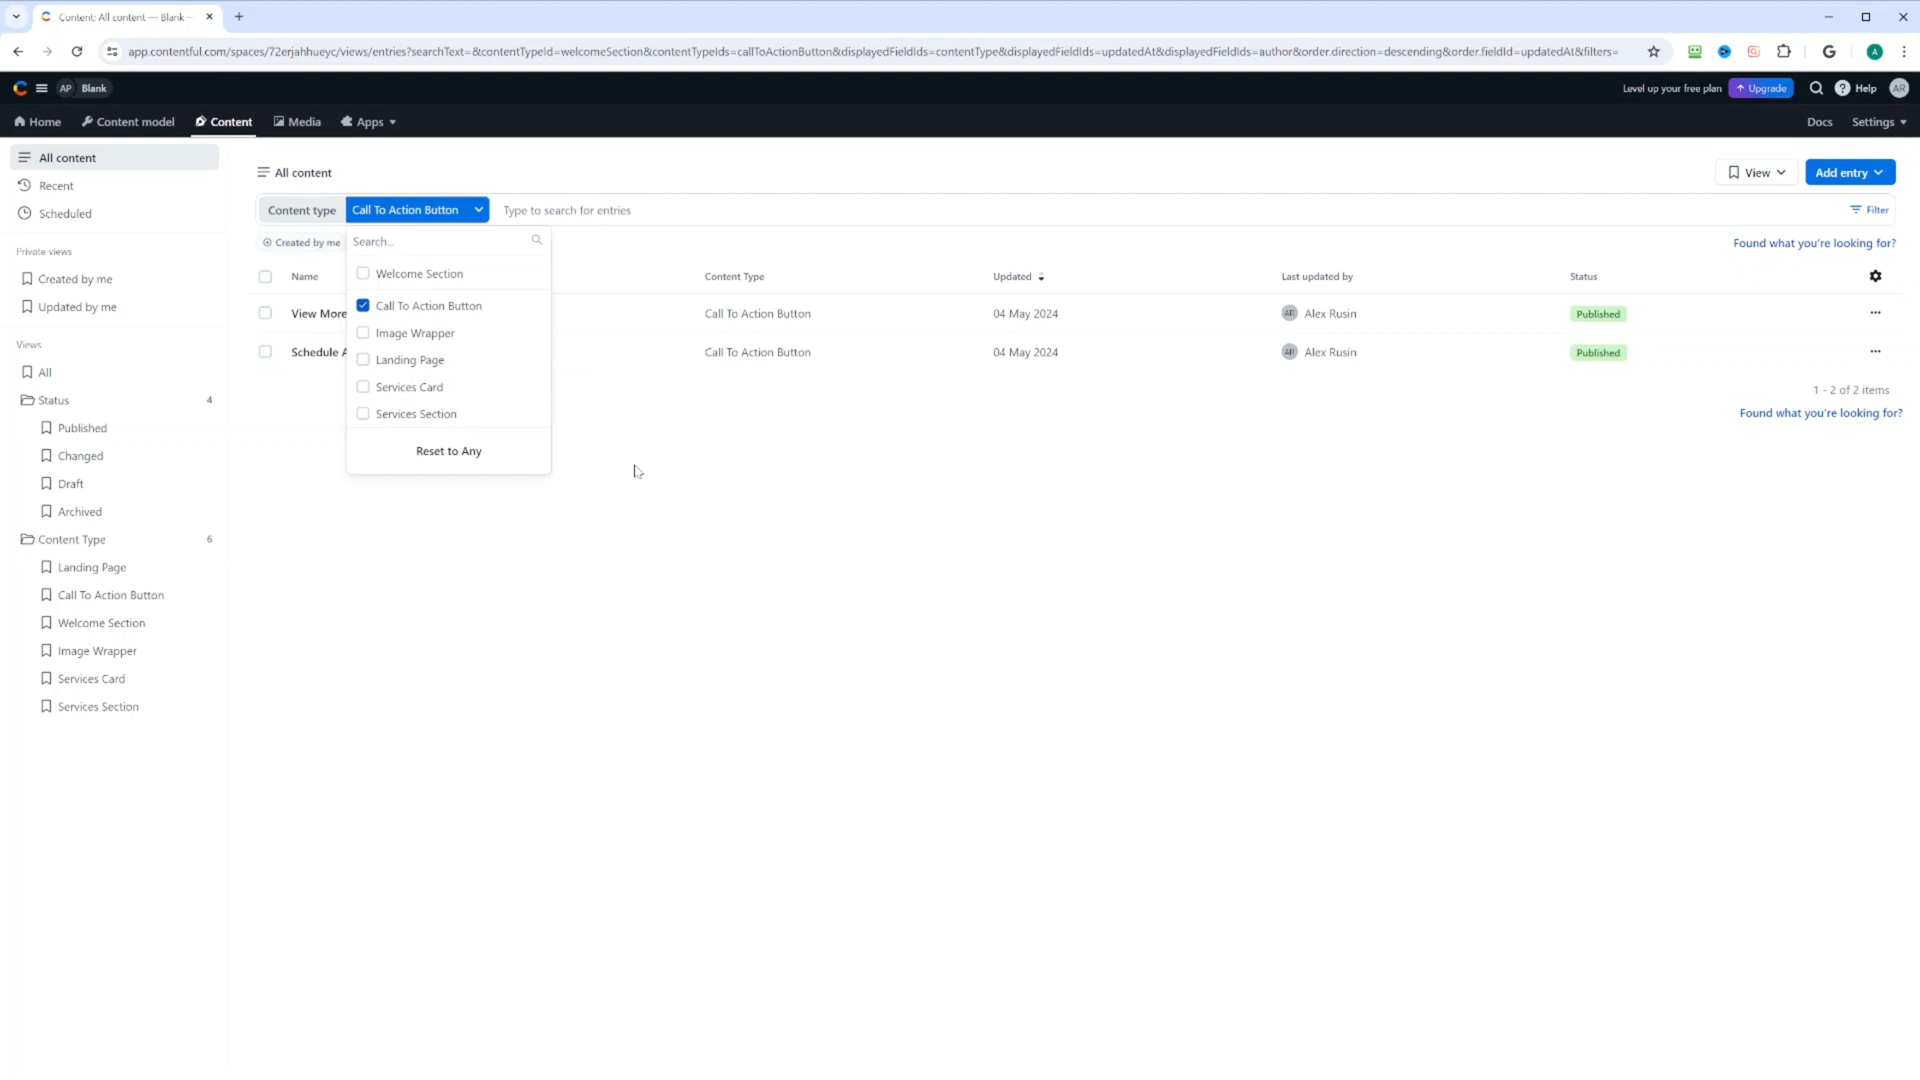 Content: All content — Blank —
app.contentful.com/spaces/72erjahhueyc/views/entries?searchText=&contentTypeId=welcomeSection&contentTypeIds=callToActionButton&displayedFieldIds=contentType&displayedFieldIds=updatedAt&displayedFieldIds=author&order.direction=descending&order.fieldId=updatedAt&filters=
G
A
AP Blank
Level up your free plan Upgrade Help AR
Home Content model Content Media Apps Docs Settings
All content
Recent
Scheduled
Private views
Created by me
Updated by me
Views
All
Status 4
Published
Changed
Draft
Archived
Content Type 6
Landing Page
Call To Action Button
Welcome Section
Image Wrapper
Services Card
Services Section
All content View Add entry
Content type Call To Action Button Type to search for entries Filter
Created by me Found what you're looking for?
Search...
Welcome Section
Call To Action Button
Image Wrapper
Landing Page
Services Card
Services Section
Reset to Any
Name Content Type Updated Last updated by Status
View More Call To Action Button 04 May 2024 AR Alex Rusin Published
Schedule A Call To Action Button 04 May 2024 AR Alex Rusin Published
1 - 2 of 2 items
Found what you're looking for?